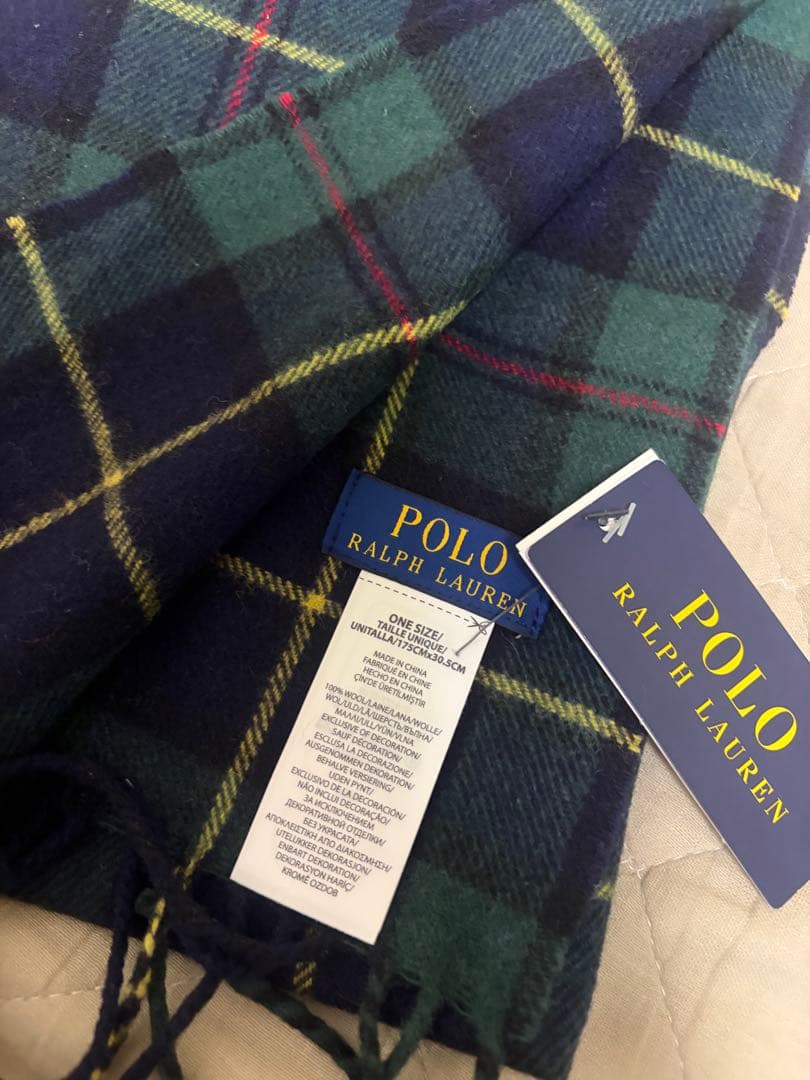 POLO
RALPH LAUREN
ONE SIZE/
TAILLE UNIQUE/
UNITALLA/175CMx30.5CM
MADE IN CHINA
FABRIQUÉ EN CHINE
HECHO EN CHINA
ÇİN'DE ÜRETİLMİŞTİR
100% WOOL/LAINE/LANA/WOLLE/
WOL/ULD/LÅ/ШЕРСТЬ/ВЪЛНА/
ΜΑΛΛΙ/ULL/YÜN/VLNA
EXCLUSIVE OF DECORATION/
SAUF DÉCORATION/
ESCLUSA LA DECORAZIONE/
AUSGENOMMEN DEKORATION/
BEHALVE VERSIERING/
UDEN PYNT/
EXCLUSIVO DE LA DECORACIÓN/
NÃO INCLUI DECORAÇÃO/
ЗА ИСКЛЮЧЕНИЕМ
ДЕКОРАТИВНОЙ ОТДЕЛКИ/
БЕЗ УКРАСАТА/
ΑΠΟΚΛΕΙΣΤΙΚΗ ΑΠΟ ΔΙΑΚΟΣΜΗΣΗ/
UTELUKKER DEKORASJON/
ENBART DEKORATION/
DEKORASYON HARİÇ/
KROMĚ OZDOB
POLO
RALPH LAUREN